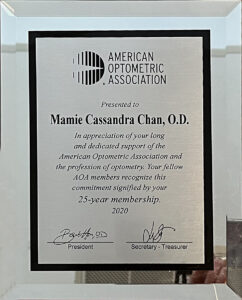 AMERICAN
OPTOMETRIC
ASSOCIATION
Presented to
Mamie Cassandra Chan, O.D.
In appreciation of your long
and dedicated support of the
American Optometric Association and
the profession of optometry. Your fellow
AOA members recognize this
commitment signified by your
25-year membership.
2020
President Secretary - Treasurer